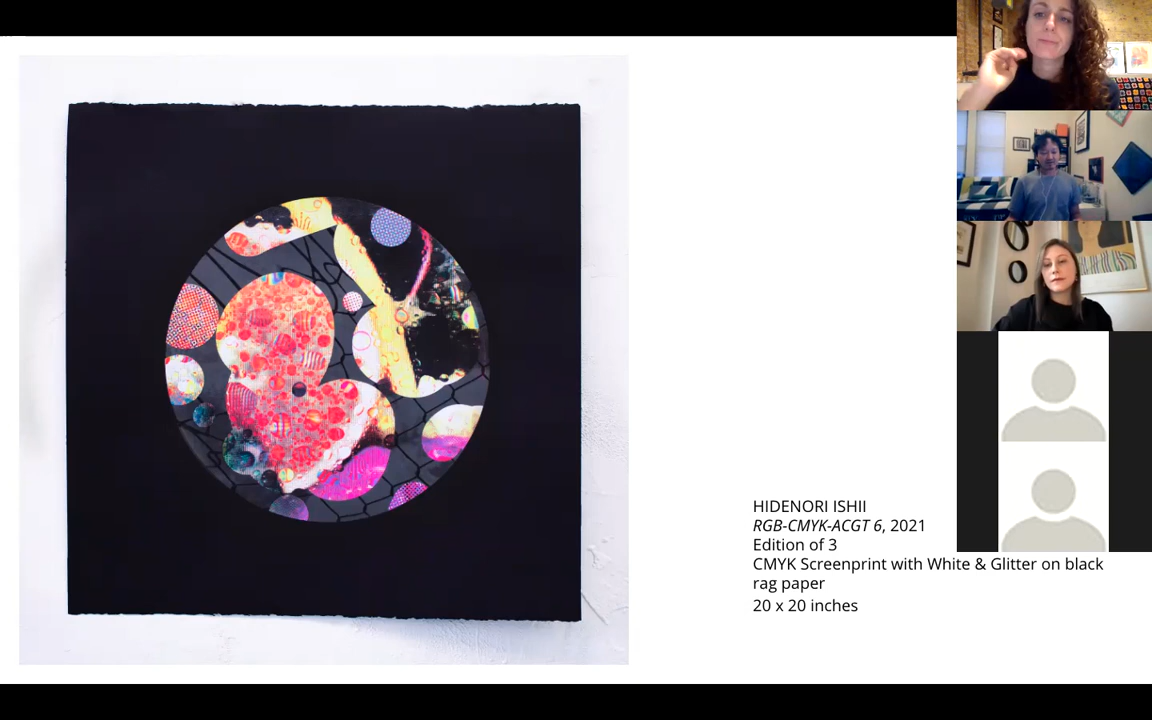 HIDENORI ISHII
RGB-CMYK-ACGT 6, 2021
Edition of 3
CMYK Screenprint with White & Glitter on black
rag paper
20 x 20 inches